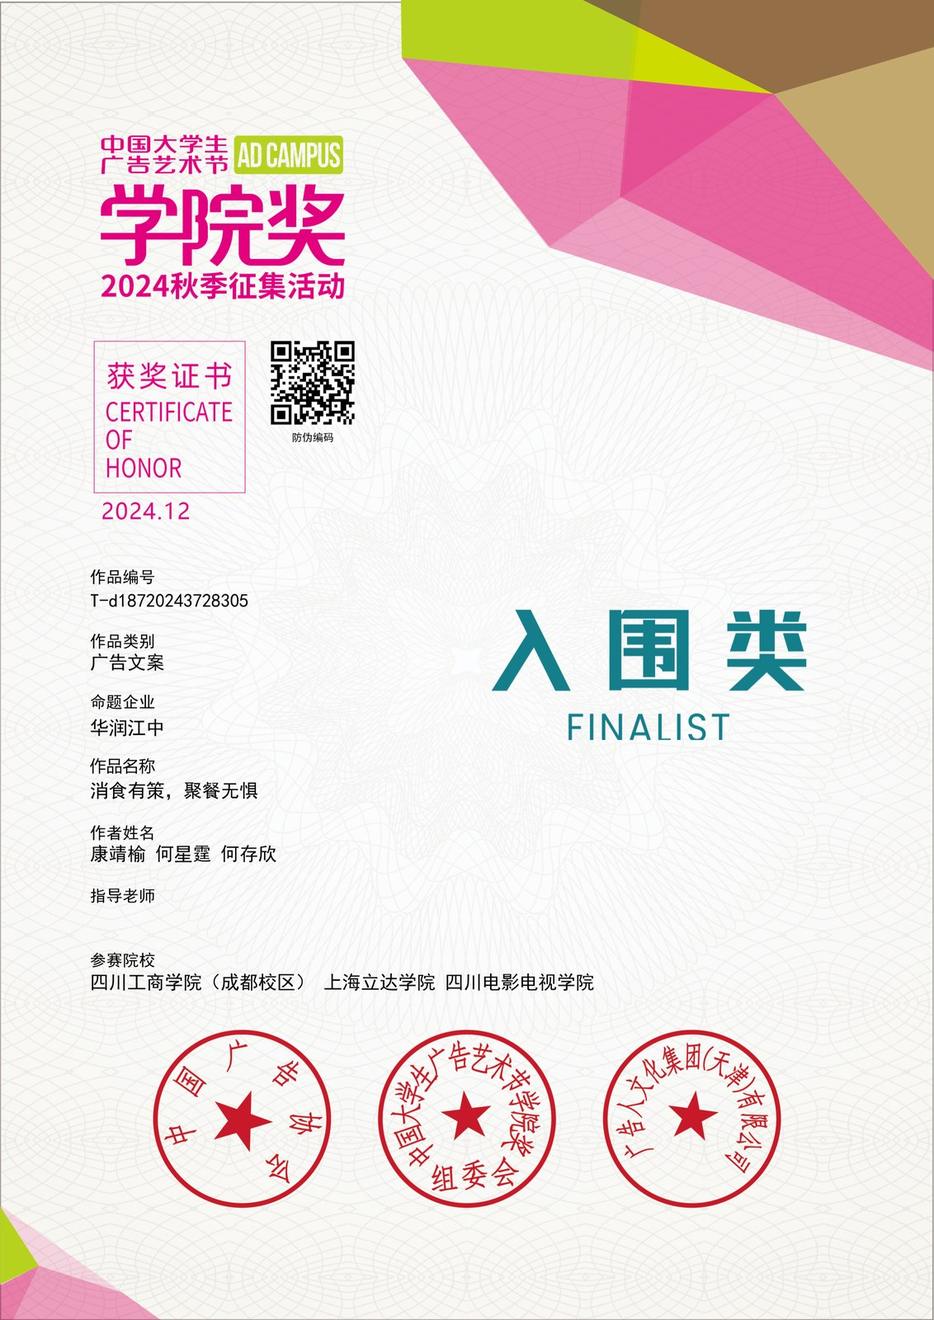 中国大学生
广告艺术节
AD CAMPUS
学院奖
2024秋季征集活动
获奖证书
CERTIFICATE
OF
HONOR
防伪编码
2024.12
作品编号
T-d18720243728305
作品类别
广告文案
命题企业
华润江中
作品名称
消食有策，聚餐无惧
作者姓名
康靖榆 何星霆 何存欣
指导老师
参赛院校
四川工商学院（成都校区） 上海立达学院 四川电影电视学院
入围类
FINALIST
中国广告协会
中国大学生广告艺术节学院奖
组委会
广告人文化集团(天津)有限公司